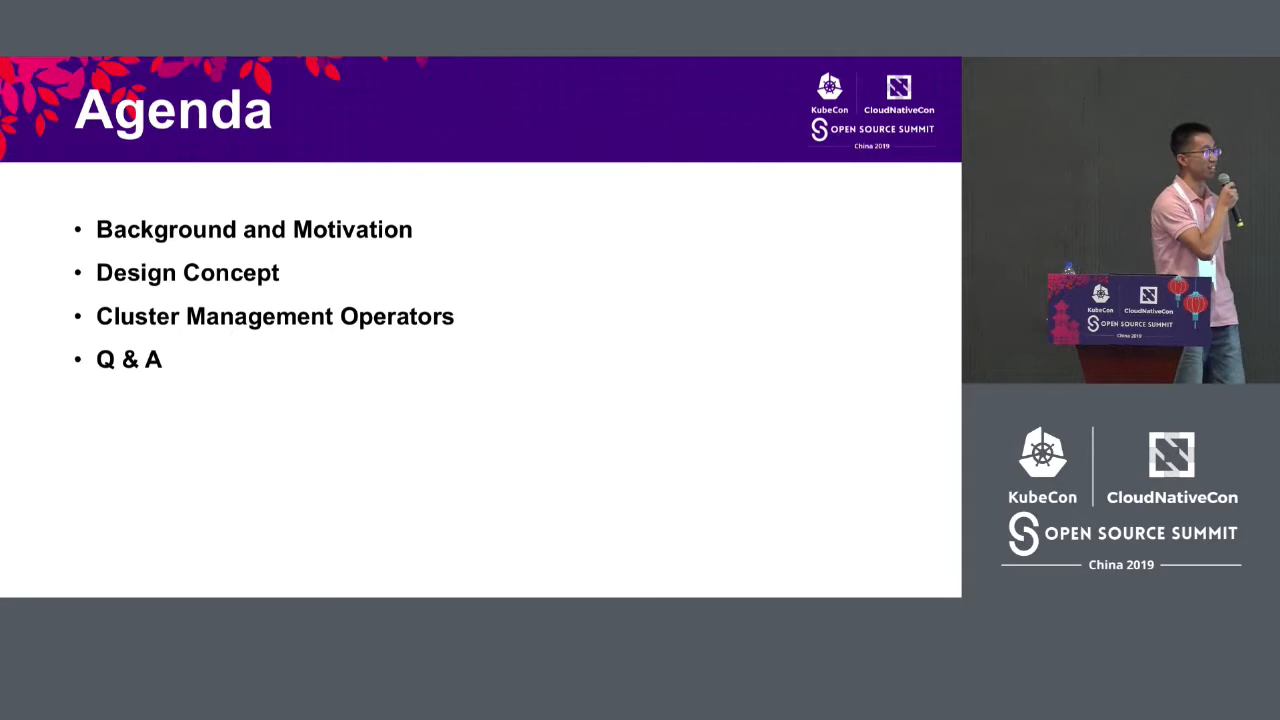 Agenda
KubeCon
CloudNativeCon
OPEN SOURCE SUMMIT
China 2019
• Background and Motivation
• Design Concept
• Cluster Management Operators
• Q & A
KubeCon
CloudNativeCon
OPEN SOURCE SUMMIT
China 2019
KubeCon
CloudNativeCon
OPEN SOURCE SUMMIT
China 2019